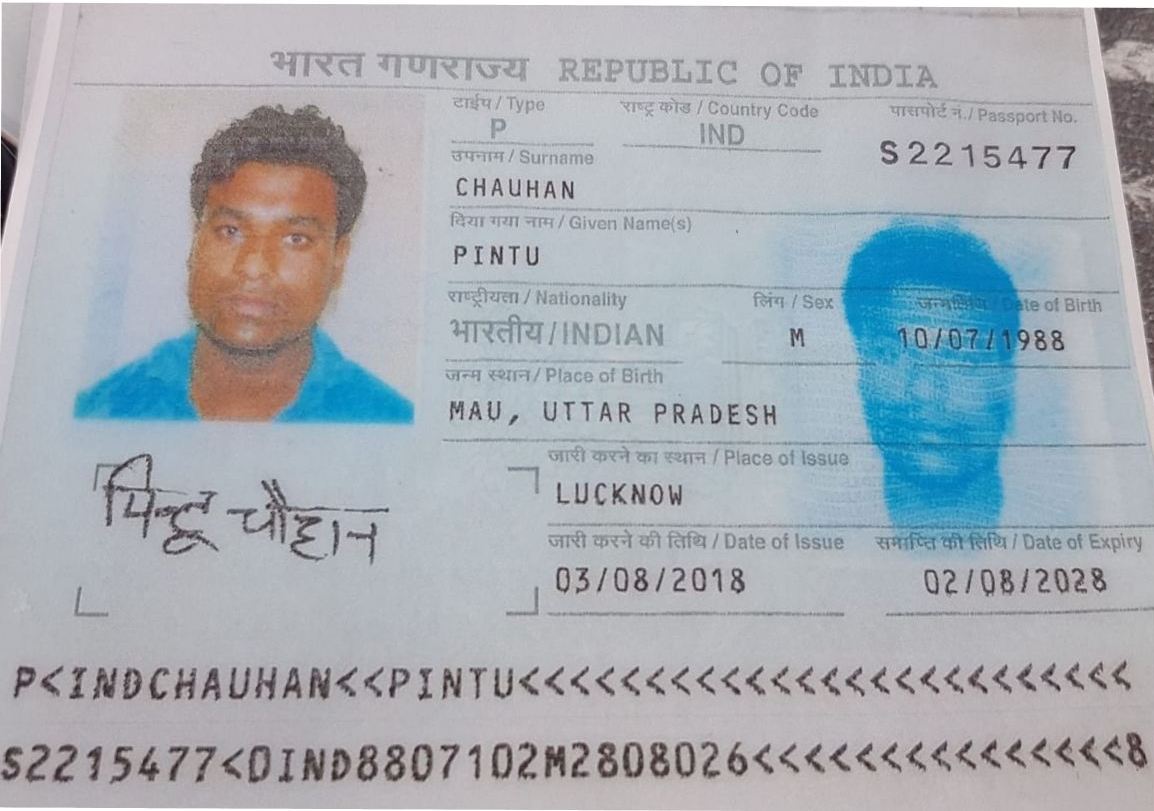 भारत गणराज्य REPUBLIC OF INDIA
टाईप / Type राष्ट्र कोड / Country Code पासपोर्ट नं. / Passport No.
P IND S2215477
उपनाम / Surname
CHAUHAN
दिया गया नाम / Given Name(s)
PINTU
राष्ट्रीयता / Nationality लिंग / Sex जन्मतिथि / Date of Birth
भारतीय / INDIAN M 10/07/1988
जन्म स्थान / Place of Birth
MAU, UTTAR PRADESH
जारी करने का स्थान / Place of Issue
LUCKNOW
पिन्टू चौहान
जारी करने की तिथि / Date of Issue समाप्ति की तिथि / Date of Expiry
03/08/2018 02/08/2028
P<INDCHAUHAN<<PINTU<<<<<<<<<<<<<<<<<<<<<<<<<
S2215477<0IND8807102M2808026<<<<<<<<<<<<<<<8